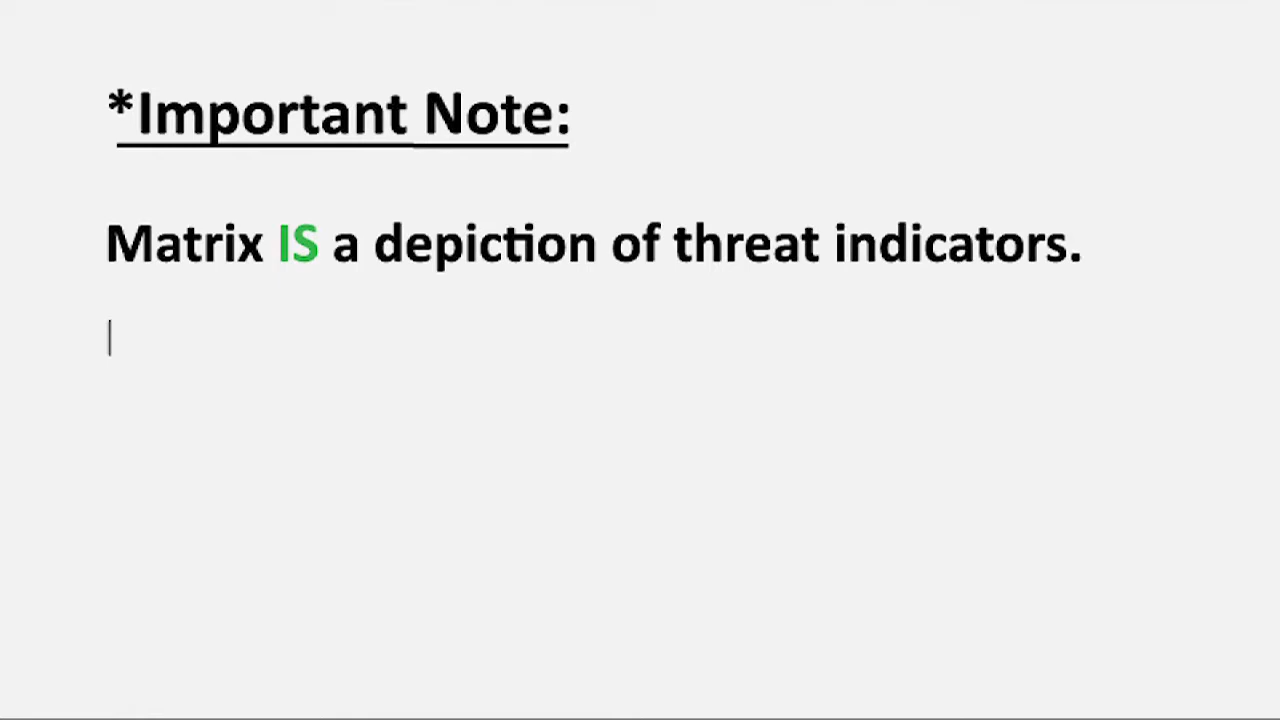 *Important Note:
Matrix IS a depiction of threat indicators.